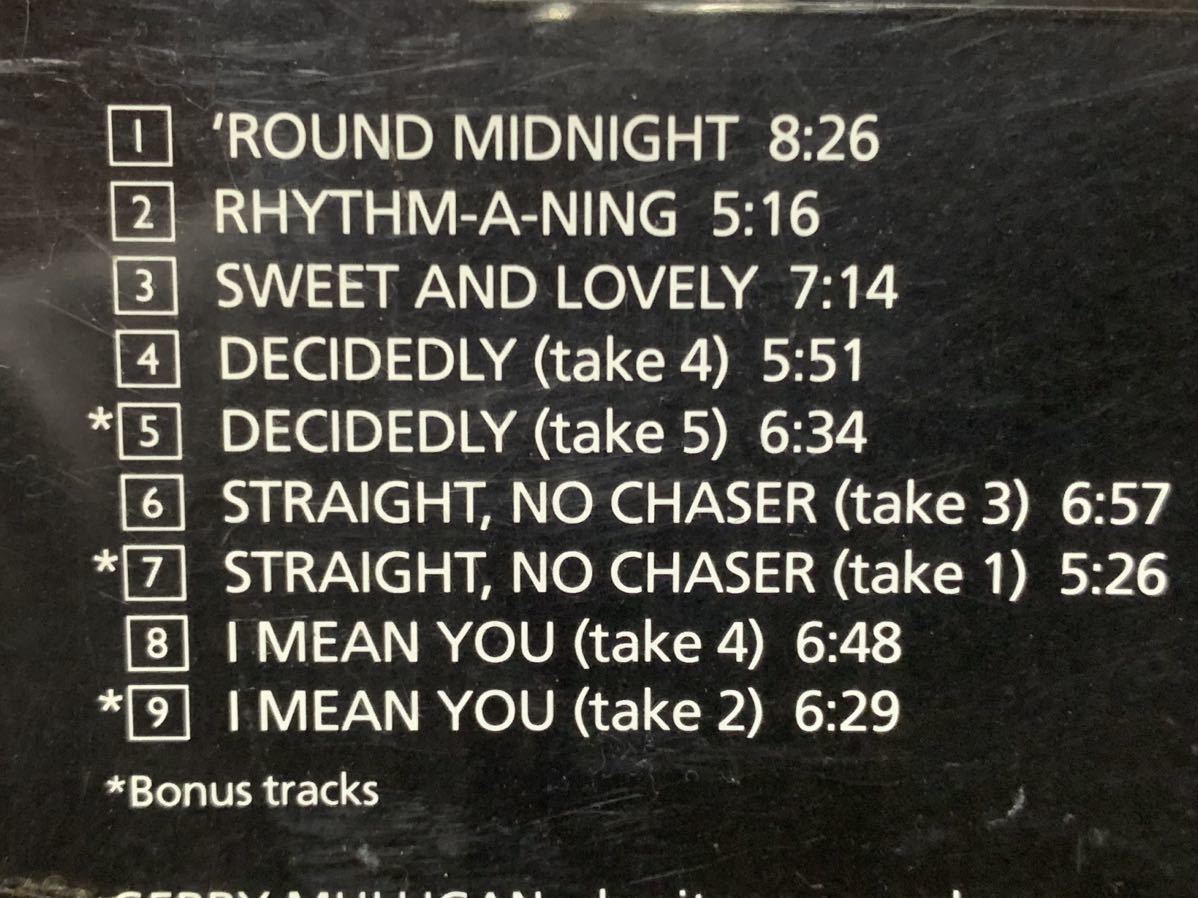 1 'ROUND MIDNIGHT 8:26
2 RHYTHM-A-NING 5:16
3 SWEET AND LOVELY 7:14
4 DECIDEDLY (take 4) 5:51
*5 DECIDEDLY (take 5) 6:34
6 STRAIGHT, NO CHASER (take 3) 6:57
*7 STRAIGHT, NO CHASER (take 1) 5:26
8 I MEAN YOU (take 4) 6:48
*9 I MEAN YOU (take 2) 6:29
*Bonus tracks
GERRY MULLIGAN